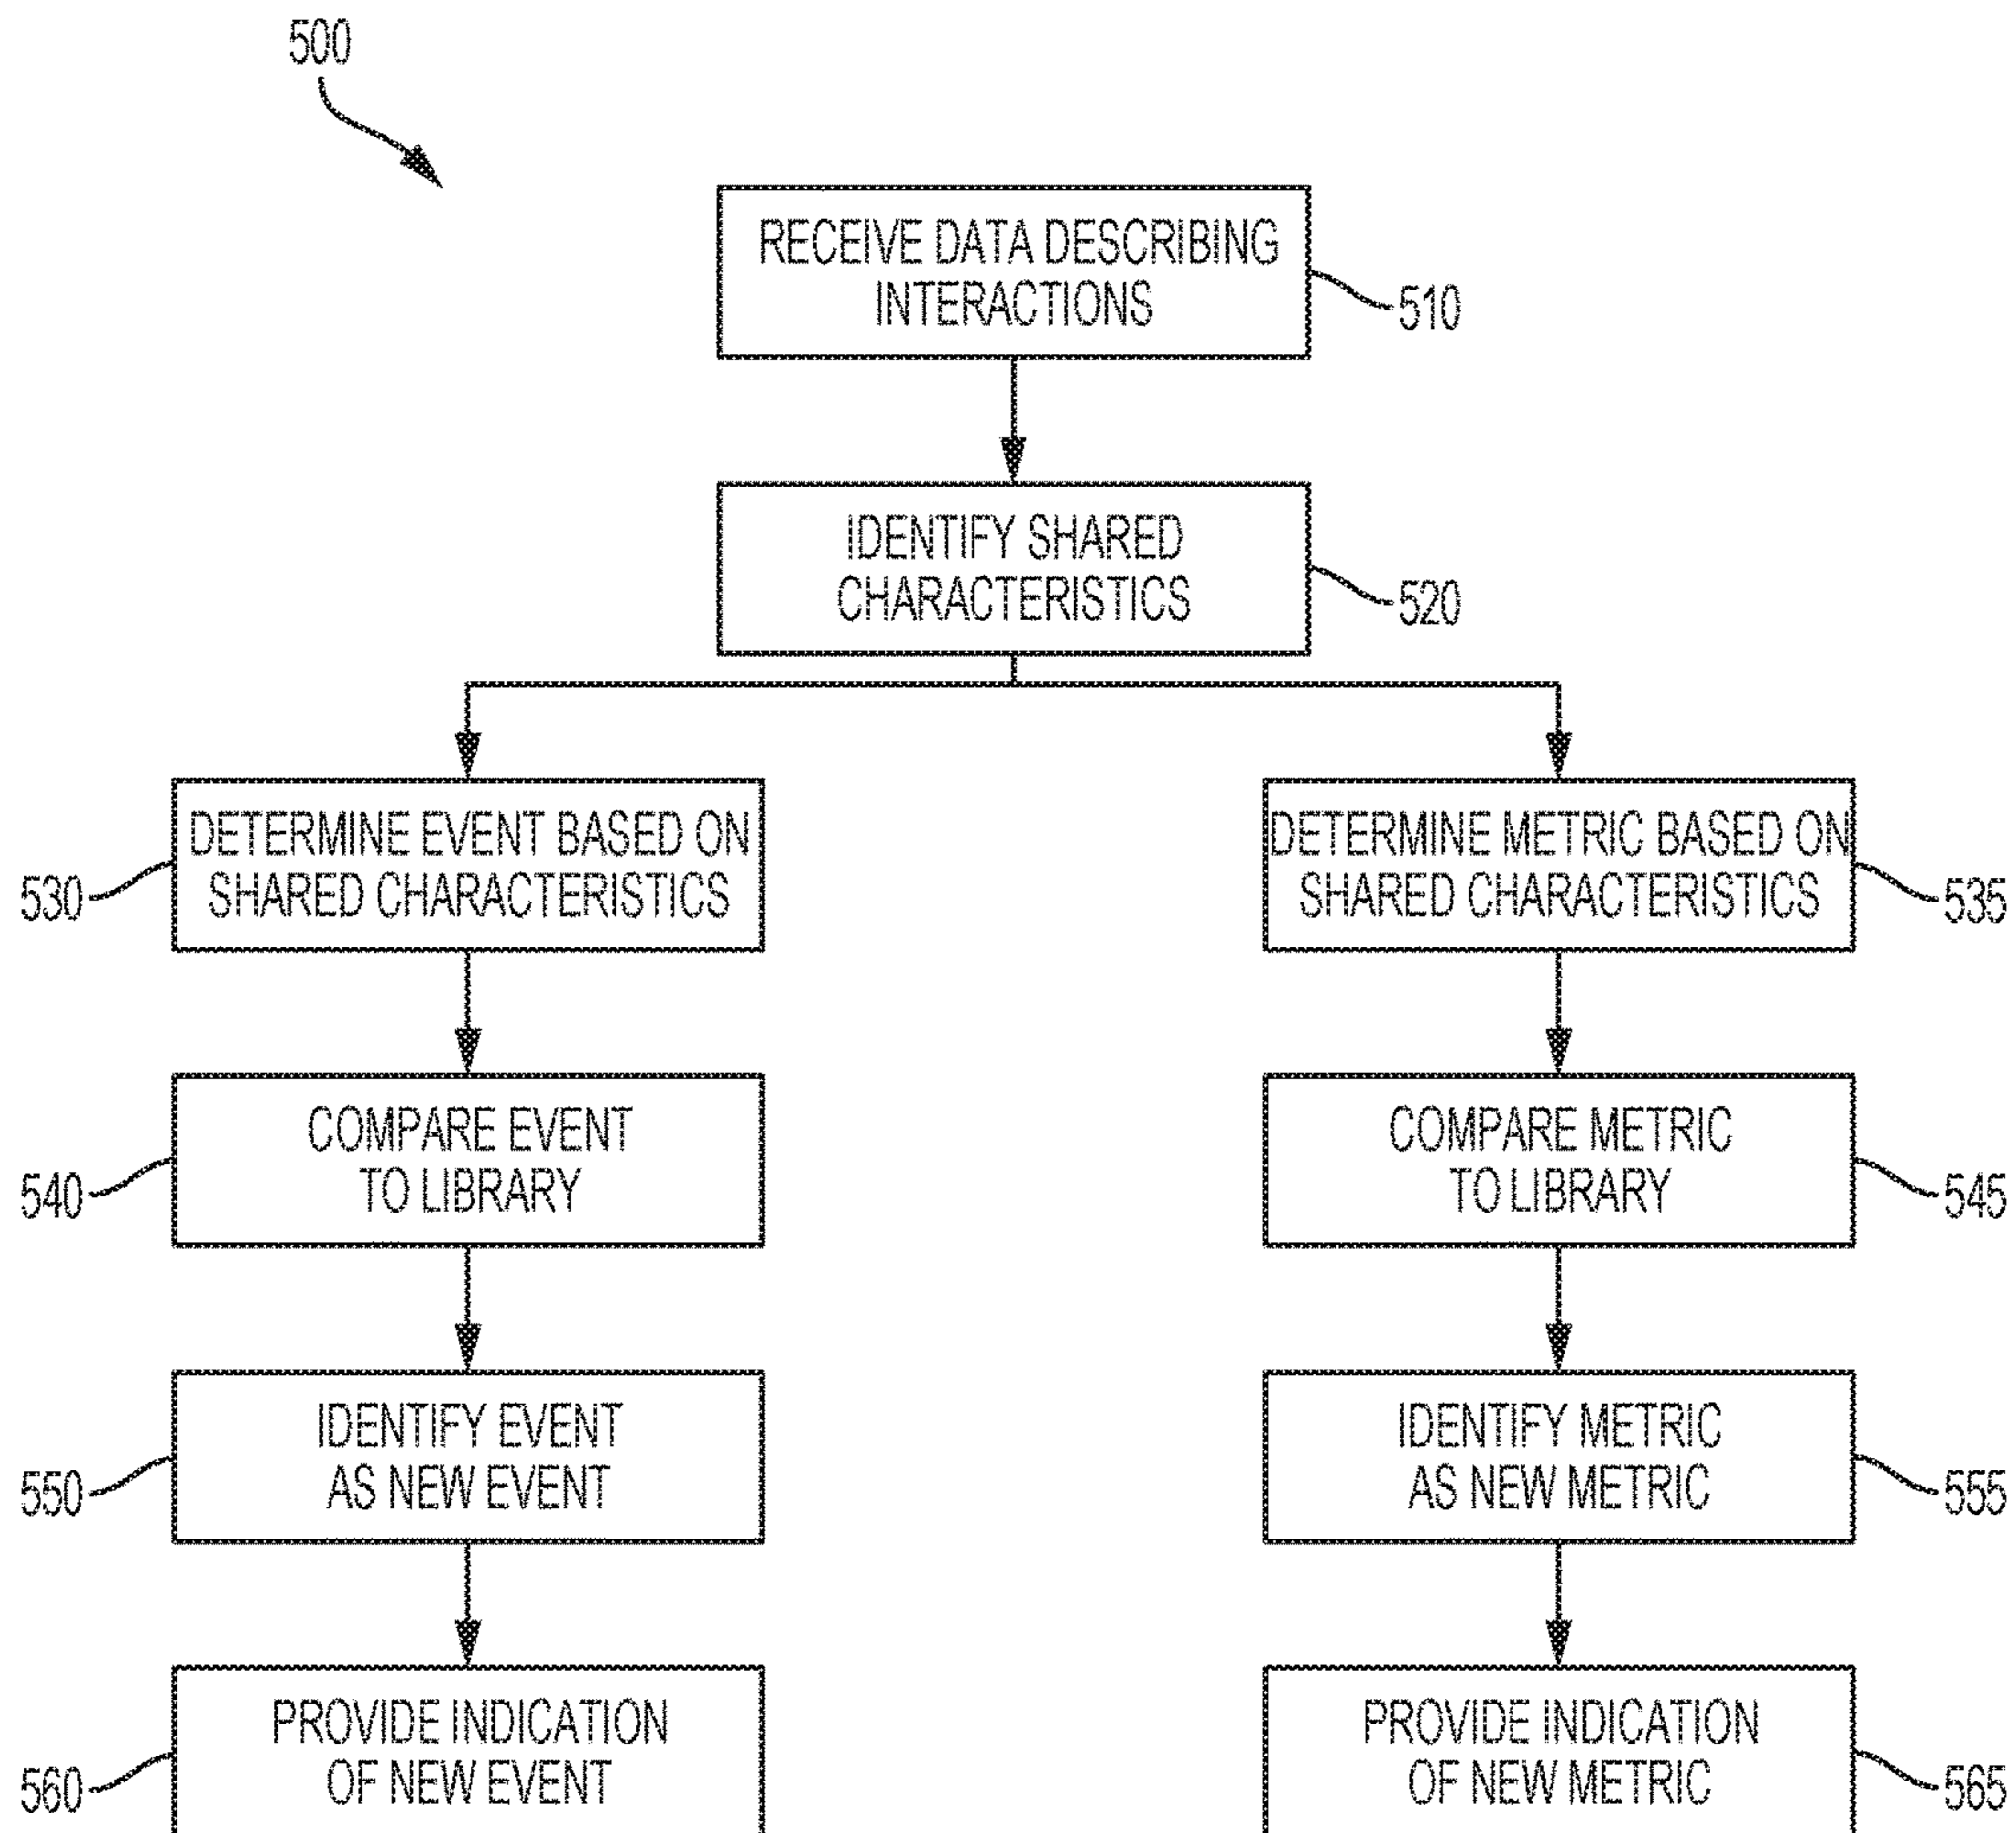 500
RECEIVE DATA DESCRIBING
INTERACTIONS
510
IDENTIFY SHARED
CHARACTERISTICS
520
DETERMINE EVENT BASED ON
SHARED CHARACTERISTICS
530
DETERMINE METRIC BASED ON
SHARED CHARACTERISTICS
535
COMPARE EVENT
TO LIBRARY
540
COMPARE METRIC
TO LIBRARY
545
IDENTIFY EVENT
AS NEW EVENT
550
IDENTIFY METRIC
AS NEW METRIC
555
PROVIDE INDICATION
OF NEW EVENT
560
PROVIDE INDICATION
OF NEW METRIC
565